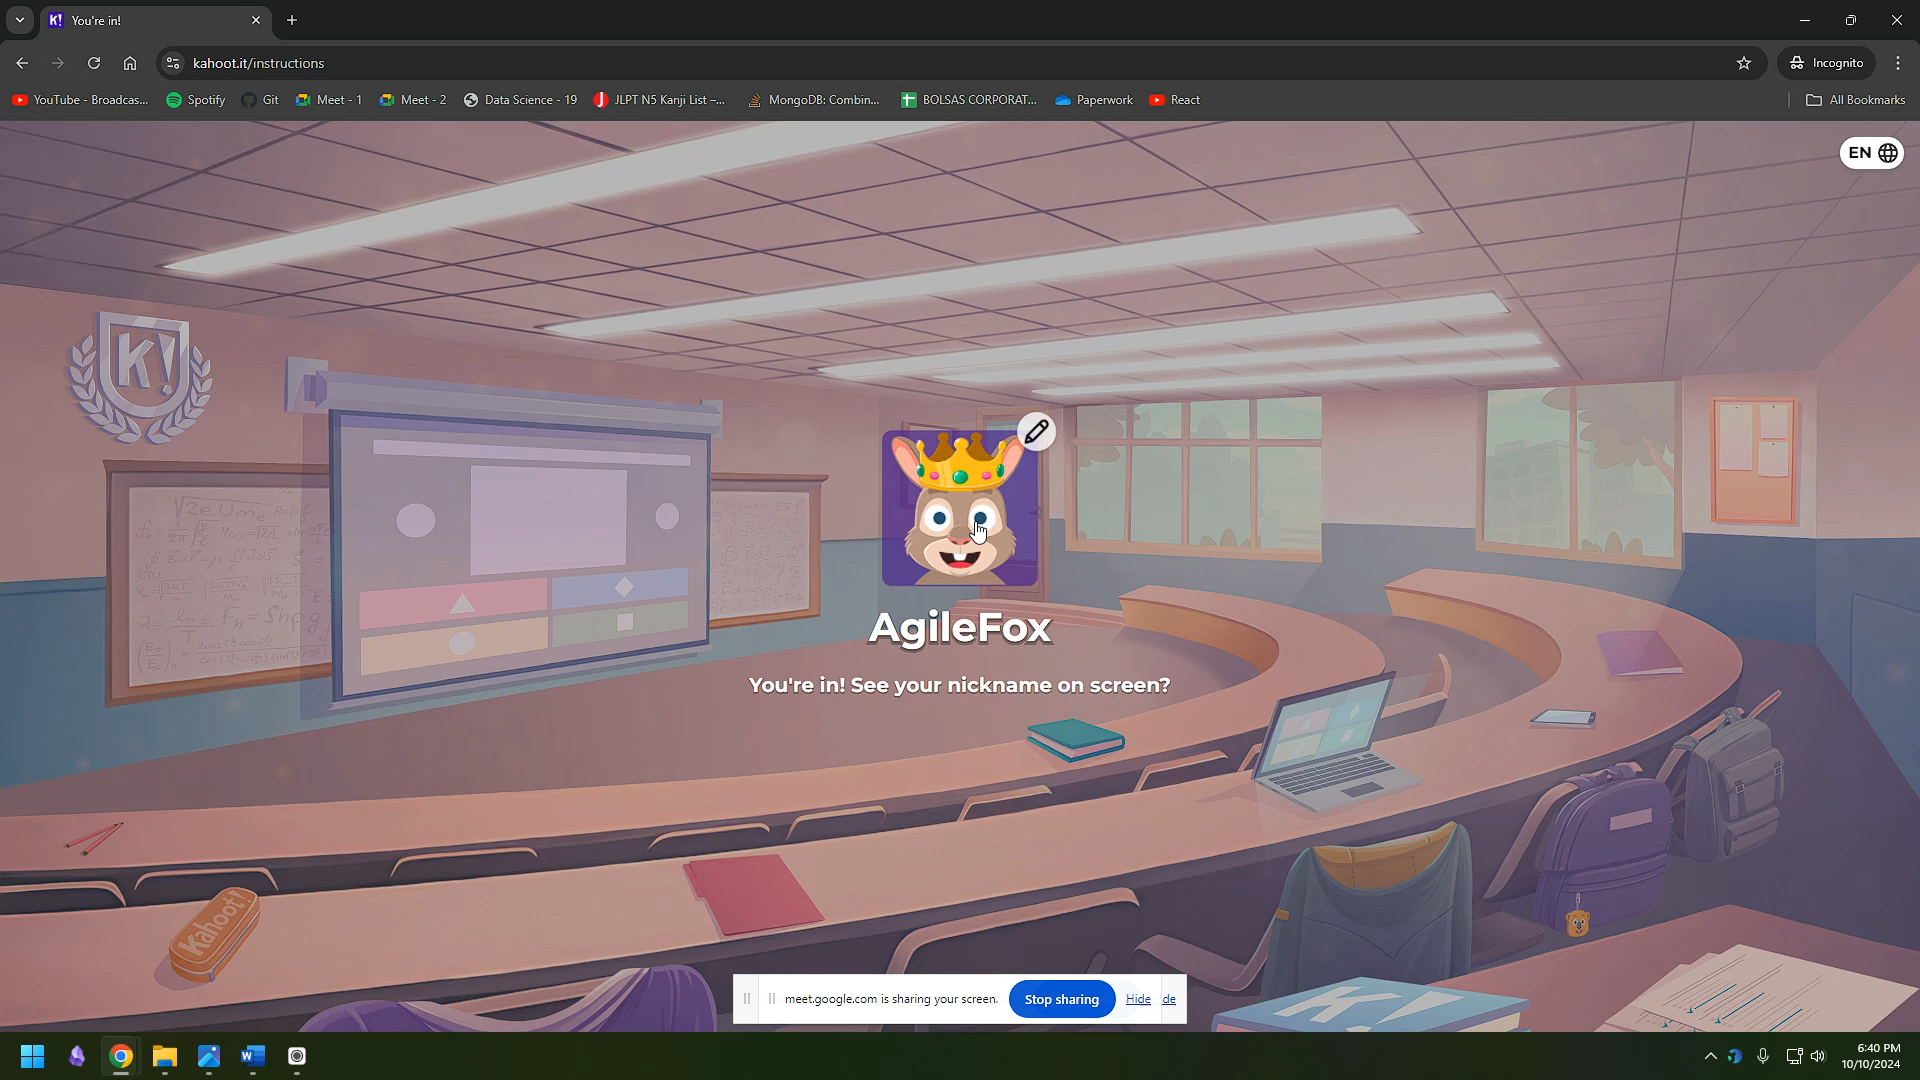 You're in!
kahoot.it/instructions
Incognito
YouTube - Broadcas...
Spotify
Git
Meet - 1
Meet - 2
Data Science - 19
JLPT N5 Kanji List –...
MongoDB: Combin...
BOLSAS CORPORAT...
Paperwork
React
All Bookmarks
EN
K!
AgileFox
You're in! See your nickname on screen?
Kahoot!
K!
meet.google.com is sharing your screen.
Stop sharing
Hide
de
6:40 PM
10/10/2024